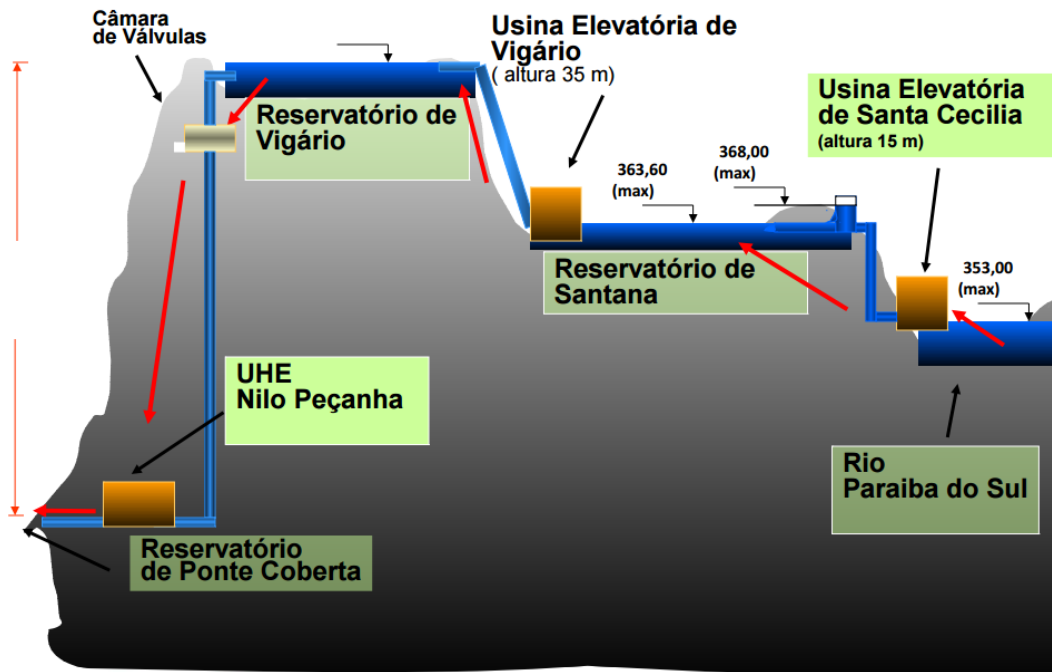 Câmara
de Válvulas
Usina Elevatória de
Vigário
( altura 35 m)
Usina Elevatória
de Santa Cecilia
(altura 15 m)
Reservatório de
Vigário
363,60
(max)
368,00
(max)
353,00
(max)
Reservatório de
Santana
UHE
Nilo Peçanha
Rio
Paraiba do Sul
Reservatório
de Ponte Coberta